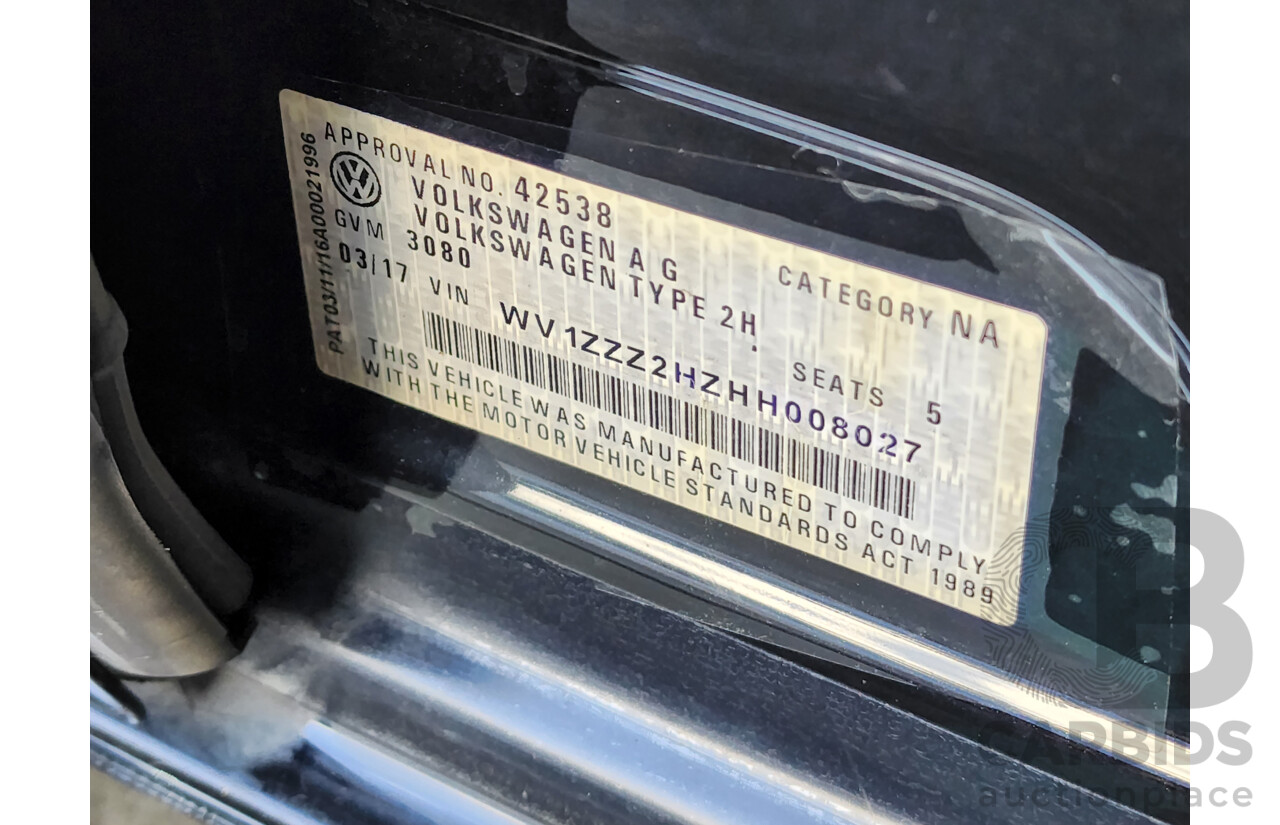 PAT03/11/16A00021996
APPROVAL NO. 42538
CATEGORY NA
VOLKSWAGEN AG
VOLKSWAGEN TYPE 2H
GVM 3080
SEATS 5
03/17 VIN WV1ZZZ2HZHH008027
THIS VEHICLE WAS MANUFACTURED TO COMPLY
WITH THE MOTOR VEHICLE STANDARDS ACT 1989
CARBIDS
auctionplace